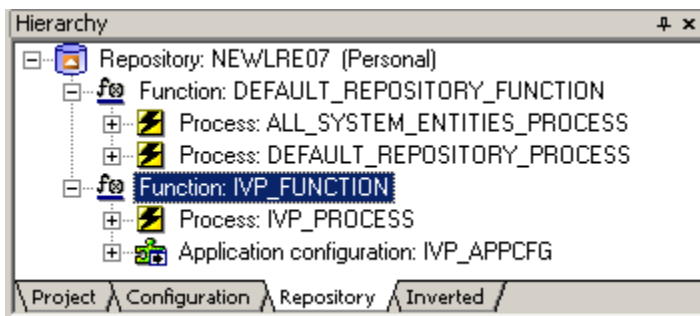 Hierarchy
Repository: NEWLRE07 (Personal)
Function: DEFAULT_REPOSITORY_FUNCTION
Process: ALL_SYSTEM_ENTITIES_PROCESS
Process: DEFAULT_REPOSITORY_PROCESS
Function: IVP_FUNCTION
Process: IVP_PROCESS
Application configuration: IVP_APPCFG
Project Configuration Repository Inverted